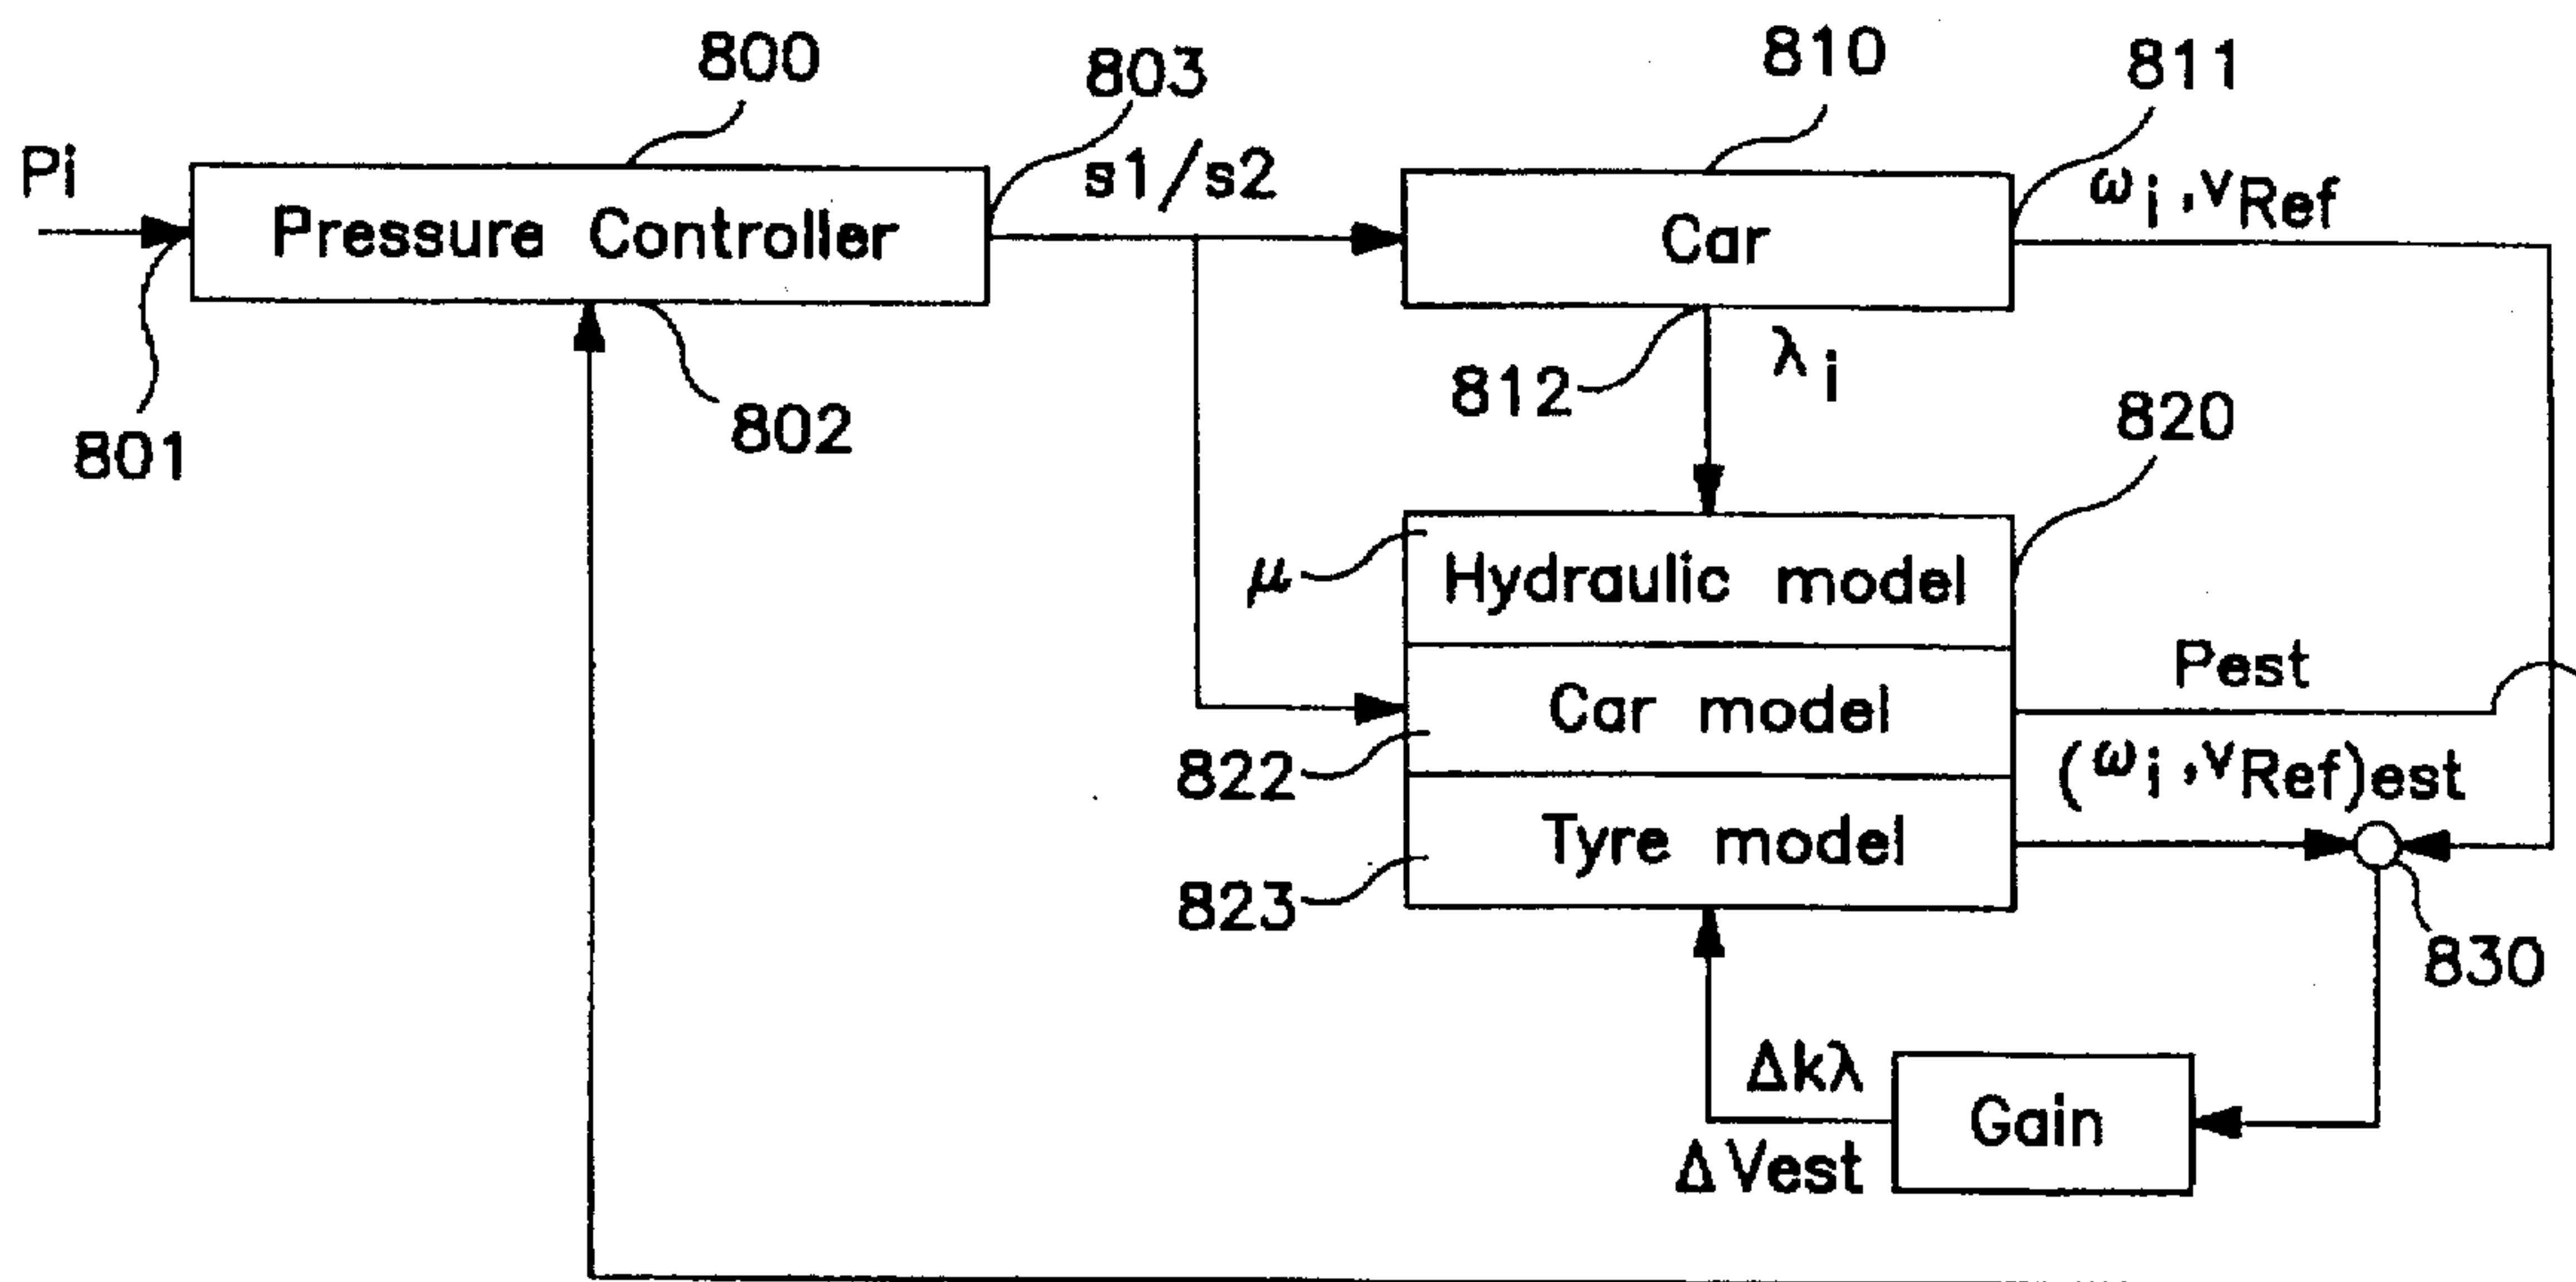 800
803
810
811
Pi
s1/s2
ωi ,vRef
Pressure Controller
Car
801
802
812
λi
820
μ
Hydraulic model
Pest
Car model
822
(ωi ,vRef)est
Tyre model
823
830
Δkλ
Gain
ΔVest